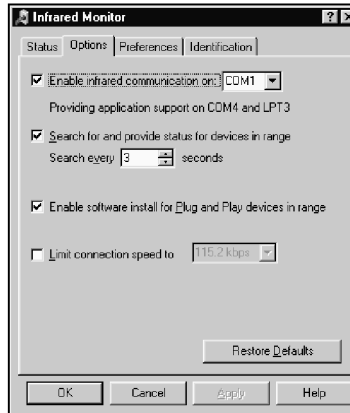 Infrared Monitor
Status Options Preferences Identification
Enable infrared communication on: COM1
Providing application support on COM4 and LPT3
Search for and provide status for devices in range
Search every 3 seconds
Enable software install for Plug and Play devices in range
Limit connection speed to 115.2 kbps
Restore Defaults
OK Cancel Apply Help